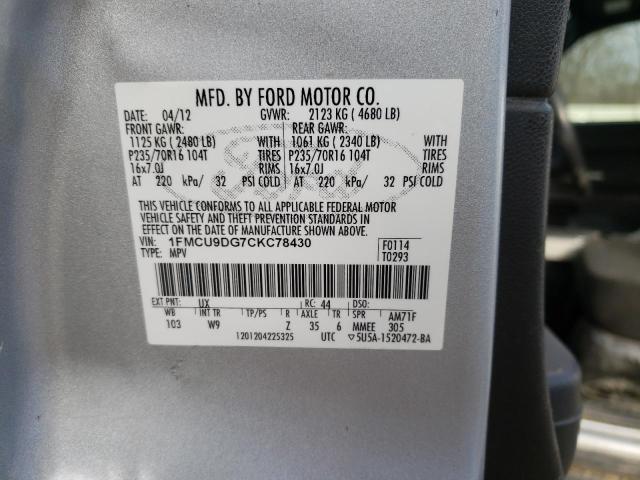 MFD. BY FORD MOTOR CO.
DATE: 04/12 GVWR: 2123 KG ( 4680 LB)
FRONT GAWR: REAR GAWR:
1125 KG ( 2480 LB) WITH 1061 KG ( 2340 LB) WITH
P235/70R16 104T TIRES P235/70R16 104T TIRES
16x7.0J RIMS 16x7.0J RIMS
AT 220 kPa/ 32 PSI COLD AT 220 kPa/ 32 PSI COLD
THIS VEHICLE CONFORMS TO ALL APPLICABLE FEDERAL MOTOR
VEHICLE SAFETY AND THEFT PREVENTION STANDARDS IN
EFFECT ON THE DATE OF MANUFACTURE SHOWN ABOVE.
VIN: 1FMCU9DG7CKC78430 F0114
TYPE: MPV T0293
EXT PNT: UX RC: 44 DSO:
WB INT TR TP/PS R AXLE TR SPR AM71F
103 W9 Z 35 6 MMEE 305
1201204225325 UTC ▽5U5A-1520472-BA
Ford